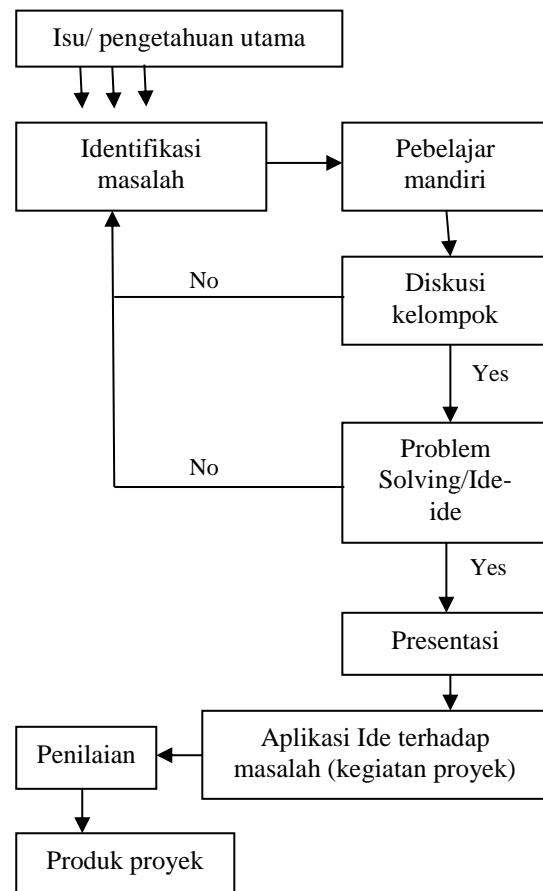 Isu/ pengetahuan utama
Identifikasi
masalah
Pebelajar
mandiri
No
Diskusi
kelompok
Yes
No
Problem
Solving/Ide-
ide
Yes
Presentasi
Aplikasi Ide terhadap
masalah (kegiatan proyek)
Penilaian
Produk proyek